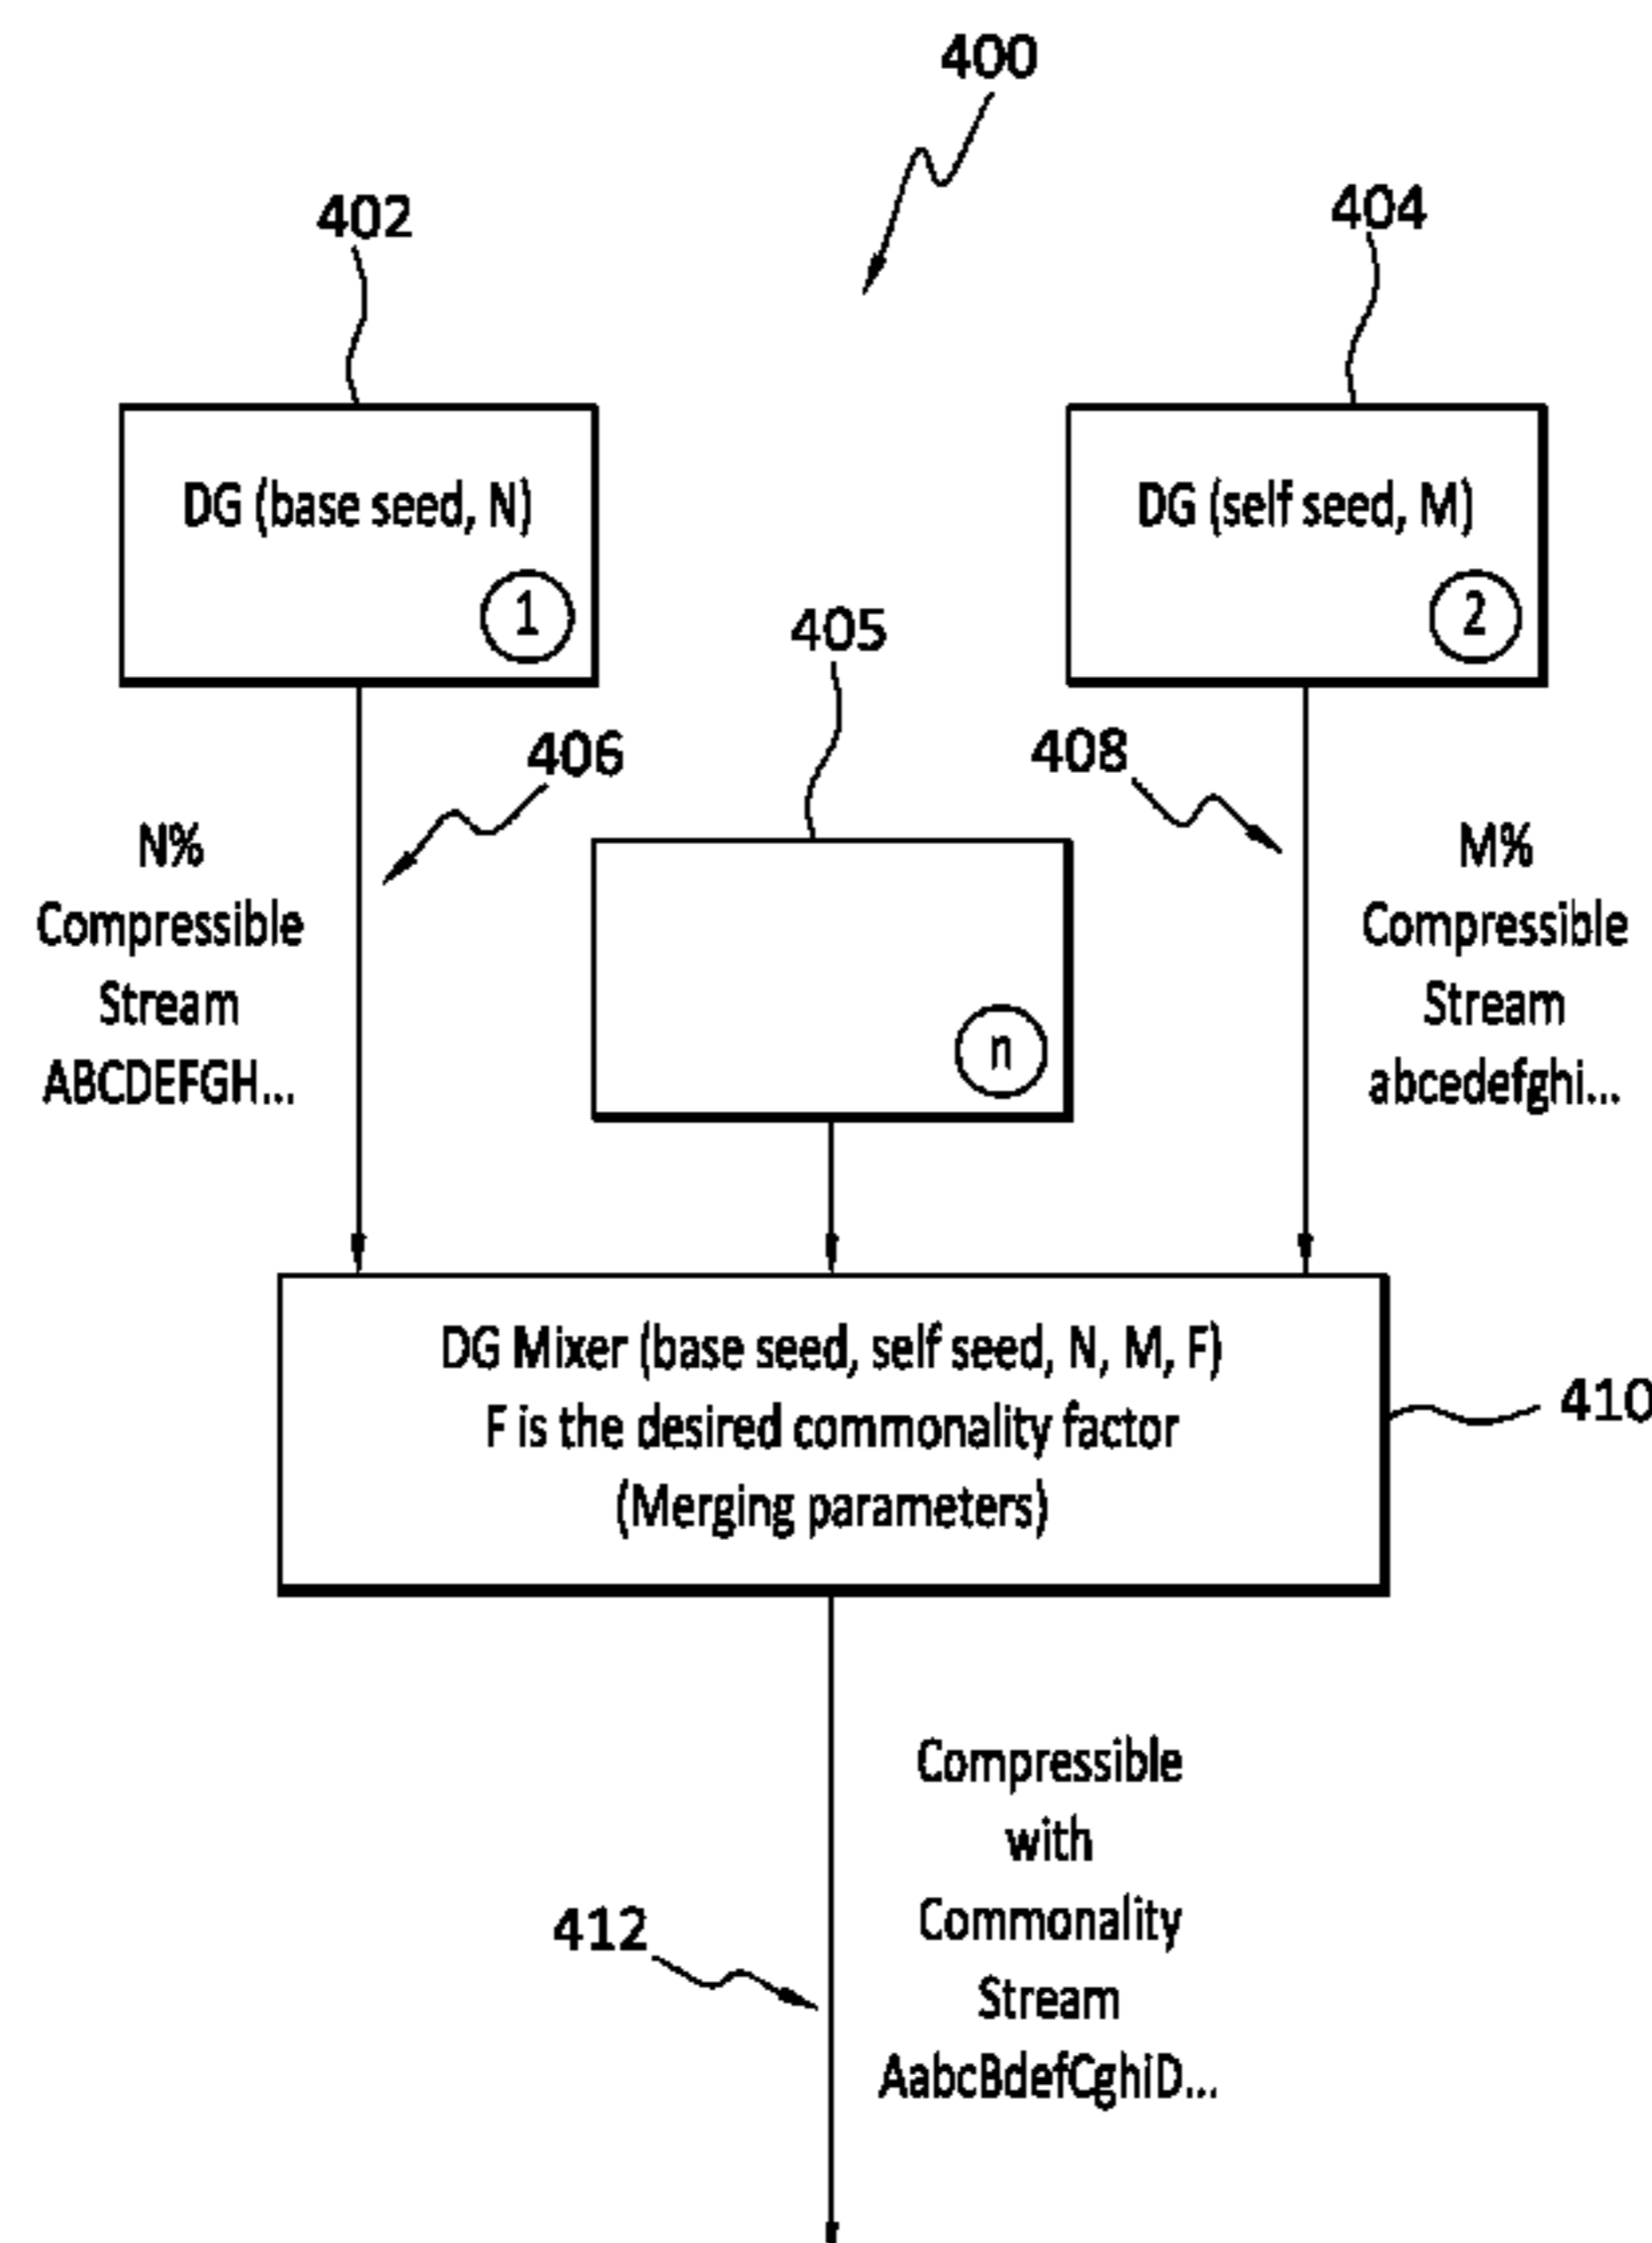 400
402
404
DG (base seed, N)
1
DG (self seed, M)
2
405
406
408
N%
Compressible
Stream
ABCDEFGH...
n
M%
Compressible
Stream
abcedefghi...
DG Mixer (base seed, self seed, N, M, F)
F is the desired commonality factor
(Merging parameters)
410
Compressible
with
Commonality
Stream
AabcBdefCghiD...
412